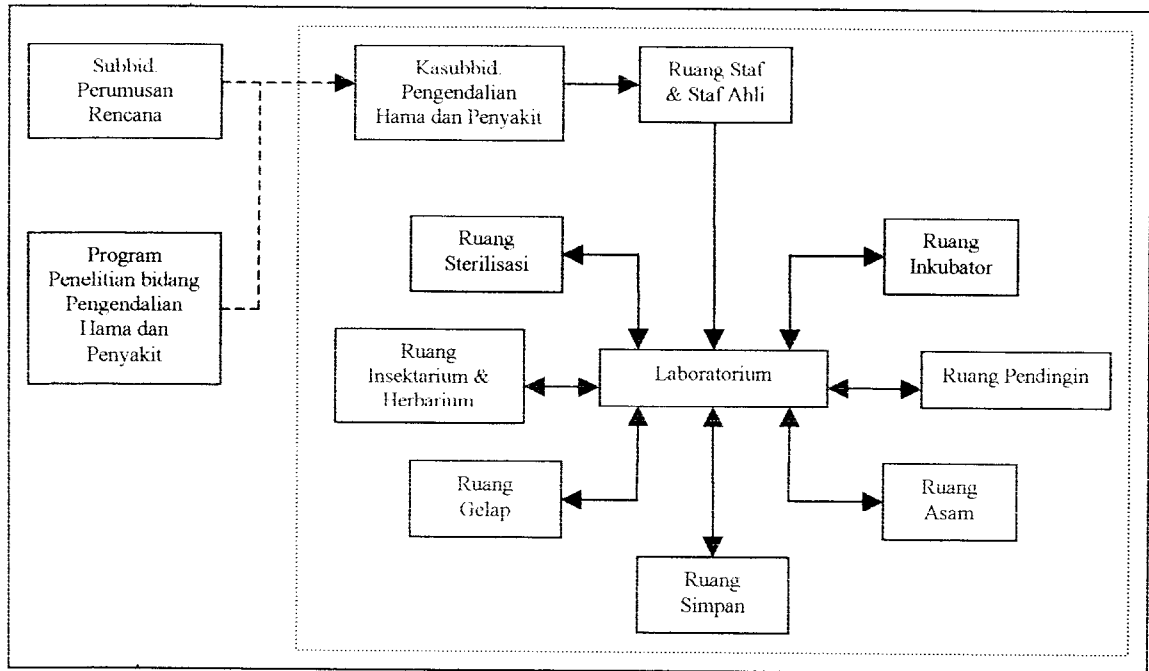 Subbid.
Perumusan
Rencana
Kasubbid.
Pengendalian
Hama dan Penyakit
Ruang Staf
& Staf Ahli
Program
Penelitian bidang
Pengendalian
Hama dan
Penyakit
Ruang
Sterilisasi
Ruang
Inkubator
Ruang
Insektarium &
Herbarium
Laboratorium
Ruang Pendingin
Ruang
Gelap
Ruang
Asam
Ruang
Simpan